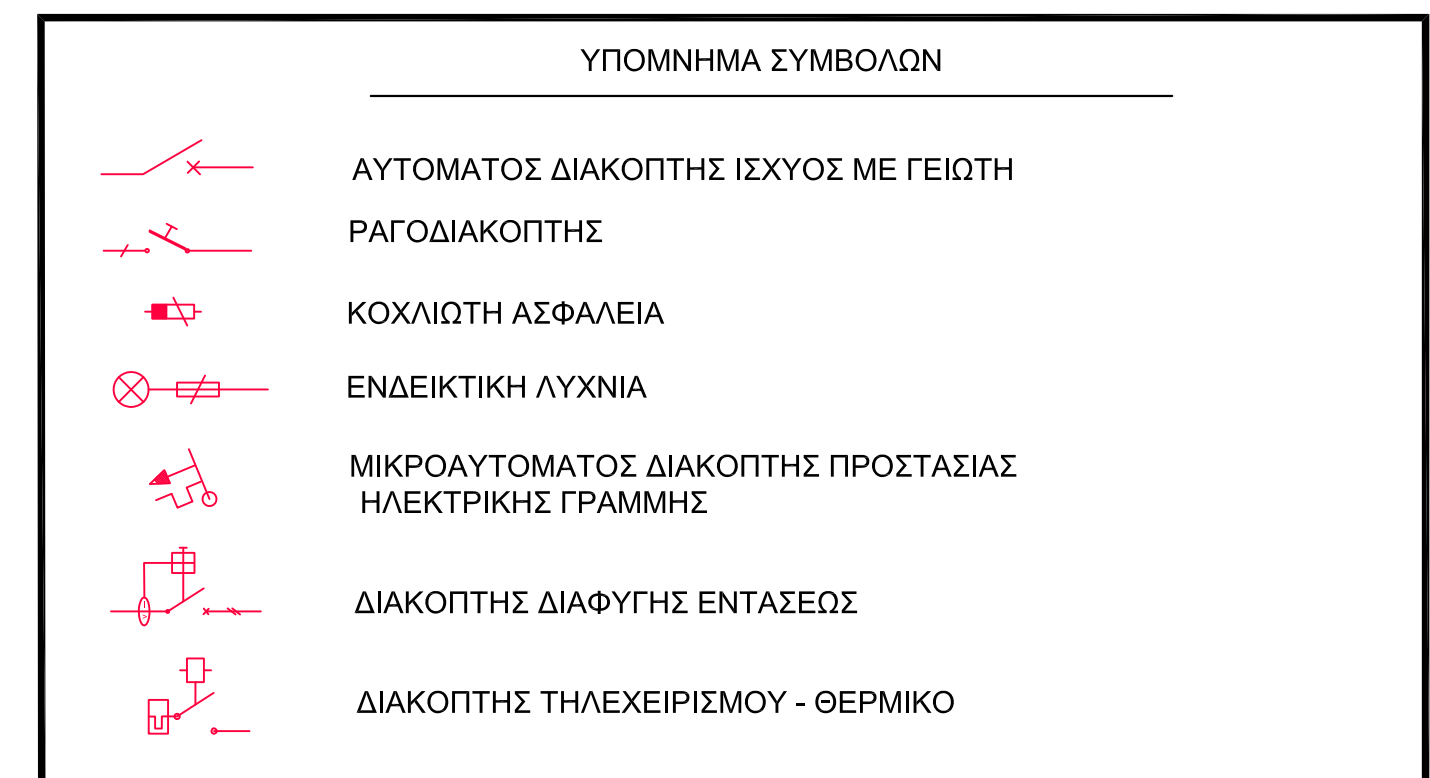 ΥΠΟΜΝΗΜΑ ΣΥΜΒΟΛΩΝ
ΑΥΤΟΜΑΤΟΣ ΔΙΑΚΟΠΤΗΣ ΙΣΧΥΟΣ ΜΕ ΓΕΙΩΤΗ
ΡΑΓΟΔΙΑΚΟΠΤΗΣ
ΚΟΧΛΙΩΤΗ ΑΣΦΑΛΕΙΑ
ΕΝΔΕΙΚΤΙΚΗ ΛΥΧΝΙΑ
ΜΙΚΡΟΑΥΤΟΜΑΤΟΣ ΔΙΑΚΟΠΤΗΣ ΠΡΟΣΤΑΣΙΑΣ
ΗΛΕΚΤΡΙΚΗΣ ΓΡΑΜΜΗΣ
ΔΙΑΚΟΠΤΗΣ ΔΙΑΦΥΓΗΣ ΕΝΤΑΣΕΩΣ
ΔΙΑΚΟΠΤΗΣ ΤΗΛΕΧΕΙΡΙΣΜΟΥ - ΘΕΡΜΙΚΟ